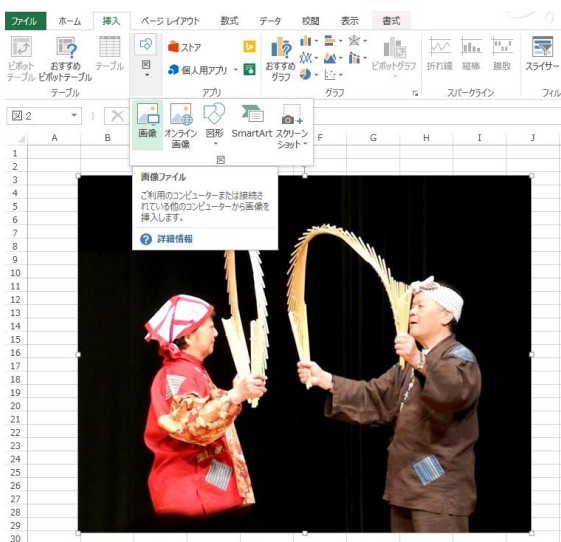 ファイル ホーム 挿入 ページ レイアウト 数式 データ 校閲 表示 書式
ピボット
テーブル
おすすめ
ピボットテーブル
テーブル
図
ストア
個人用アプリ
おすすめ
グラフ
ピボットグラフ
折れ線 縦棒 勝敗
スライサー
テーブル アプリ グラフ スパークライン フィル
図 2
画像
オンライン
画像
図形
SmartArt
スクリーン
ショット
図
A B F G H I J
画像ファイル
ご利用のコンピューターまたは接続さ
れている他のコンピューターから画像を
挿入します。
詳細情報
1
2
3
4
5
6
7
8
9
10
11
12
13
14
15
16
17
18
19
20
21
22
23
24
25
26
27
28
29
30